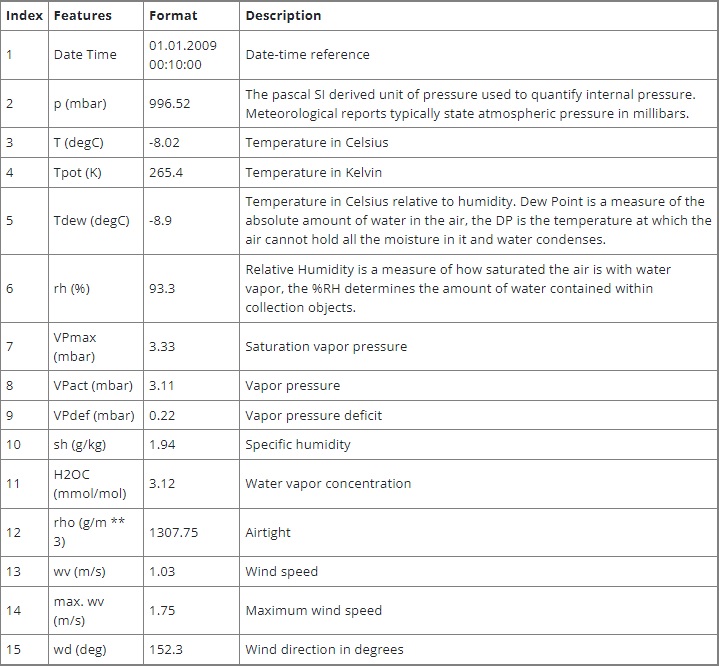 Index Features Format Description
1 Date Time 01.01.2009 00:10:00 Date-time reference
2 p (mbar) 996.52 The pascal SI derived unit of pressure used to quantify internal pressure.
Meteorological reports typically state atmospheric pressure in millibars.
3 T (degC) -8.02 Temperature in Celsius
4 Tpot (K) 265.4 Temperature in Kelvin
5 Tdew (degC) -8.9 Temperature in Celsius relative to humidity. Dew Point is a measure of the
absolute amount of water in the air, the DP is the temperature at which the
air cannot hold all the moisture in it and water condenses.
6 rh (%) 93.3 Relative Humidity is a measure of how saturated the air is with water
vapor, the %RH determines the amount of water contained within
collection objects.
7 VPmax (mbar) 3.33 Saturation vapor pressure
8 VPact (mbar) 3.11 Vapor pressure
9 VPdef (mbar) 0.22 Vapor pressure deficit
10 sh (g/kg) 1.94 Specific humidity
11 H2OC (mmol/mol) 3.12 Water vapor concentration
12 rho (g/m ** 3) 1307.75 Airtight
13 wv (m/s) 1.03 Wind speed
14 max. wv (m/s) 1.75 Maximum wind speed
15 wd (deg) 152.3 Wind direction in degrees